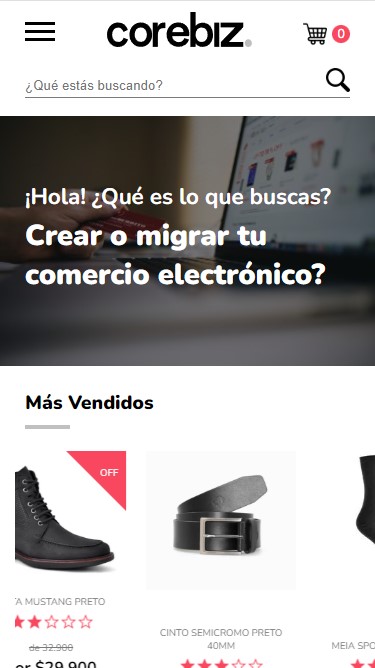 corebiz.
0
¿Qué estás buscando?
¡Hola! ¿Qué es lo que buscas?
Crear o migrar tu
comercio electrónico?
Más Vendidos
OFF
TA MUSTANG PRETO
de 32.900
or $29.900
CINTO SEMICROMO PRETO
40MM
MEIA SPO